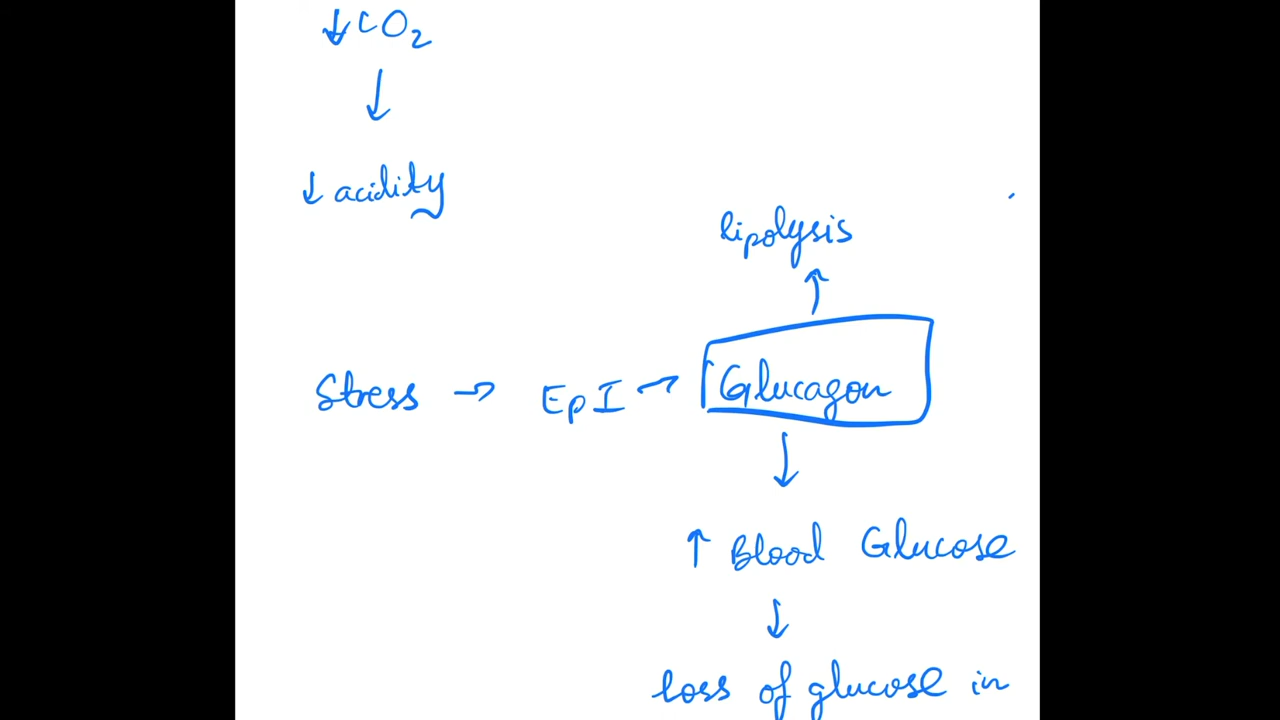 ↓ CO₂
↓
↓ acidity
lipolysis
↑
Stress → EpI → Glucagon
↓
↑ Blood Glucose
↓
loss of glucose in